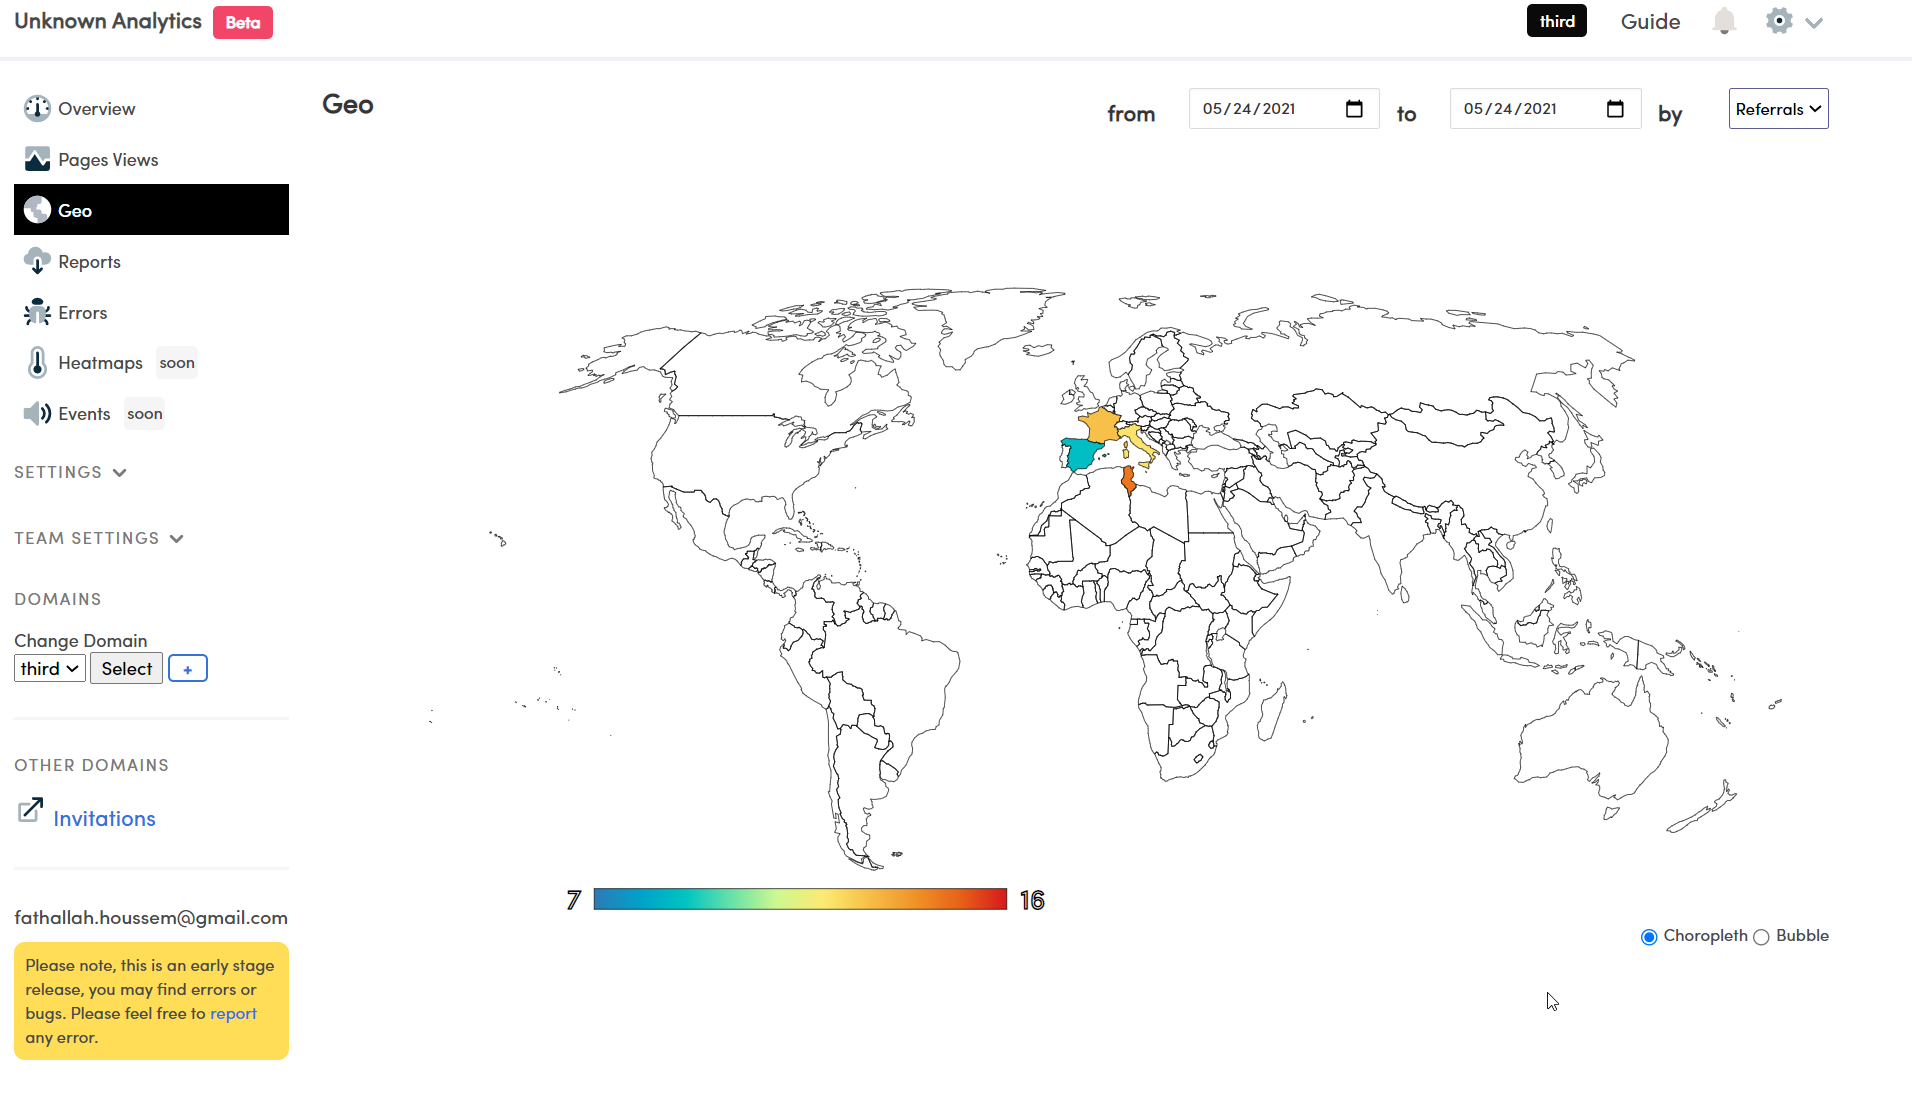 Unknown Analytics Beta
third Guide
Overview
Pages Views
Geo
Reports
Errors
Heatmaps soon
Events soon
SETTINGS
TEAM SETTINGS
DOMAINS
Change Domain
third Select +
OTHER DOMAINS
Invitations
fathallah.houssem@gmail.com
Please note, this is an early stage
release, you may find errors or
bugs. Please feel free to report
any error.
Geo
from 05/24/2021 to 05/24/2021 by Referrals
7 16
Choropleth Bubble